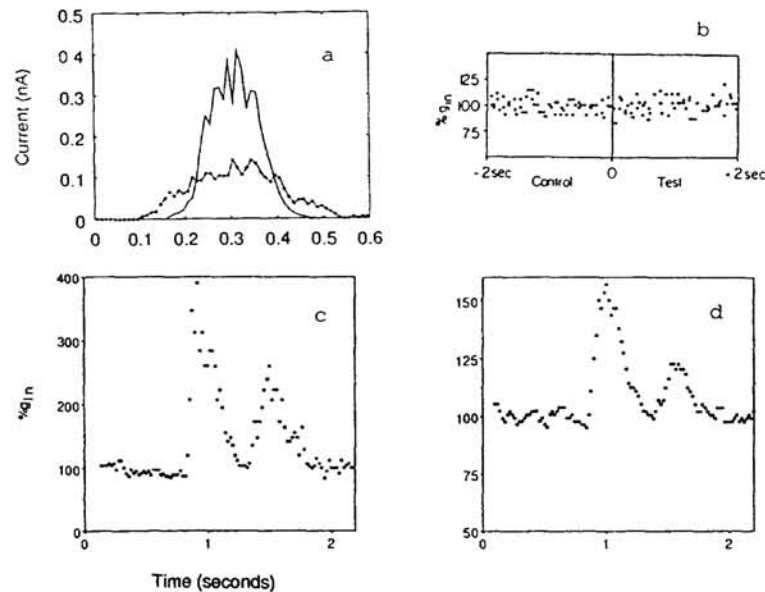 a
Current (nA)
0.5
0.4
0.3
0.2
0.1
0
0 0.1 0.2 0.3 0.4 0.5 0.6
b
% gin
125
100
75
-2sec Control 0 Test +2sec
c
%gin
400
300
200
100
0
0 1 2
Time (seconds)
d
150
125
100
75
50
0 1 2